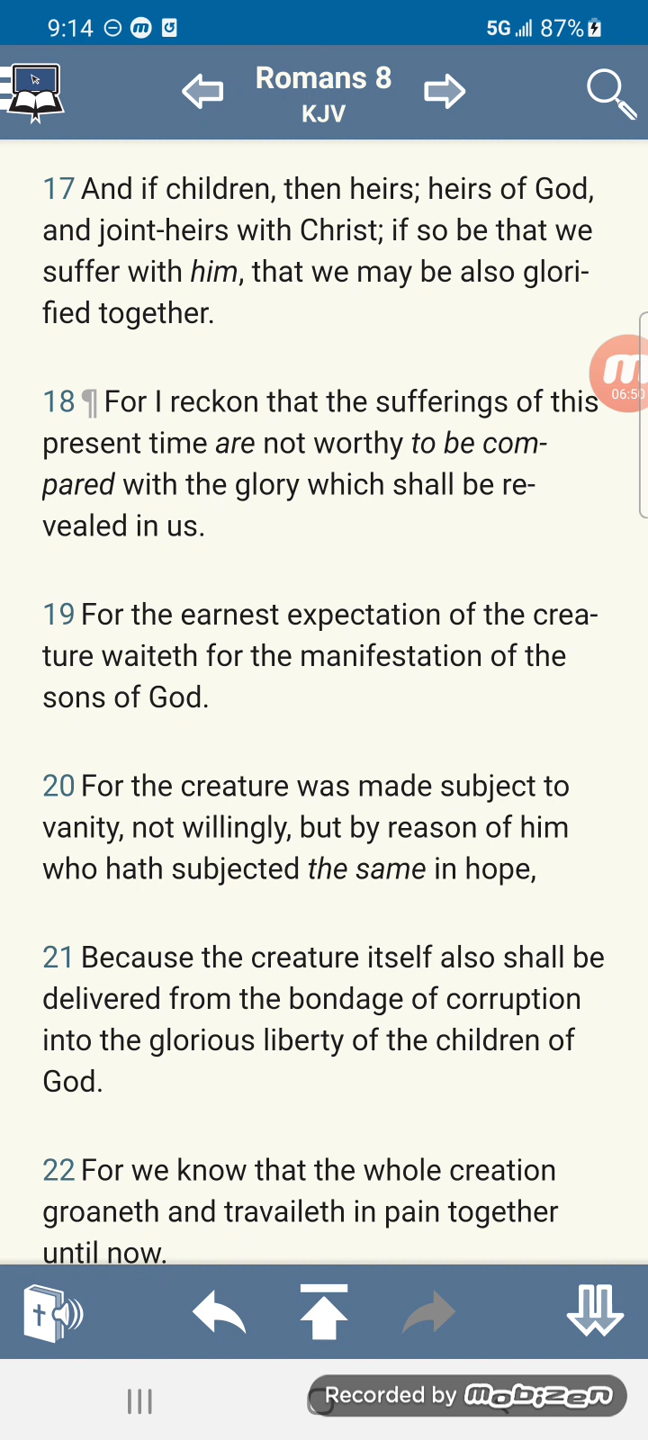 9:14
5G 87%
Romans 8
KJV
17 And if children, then heirs; heirs of God,
and joint-heirs with Christ; if so be that we
suffer with him, that we may be also glori-
fied together.
m
06:50
18 ¶ For I reckon that the sufferings of this
present time are not worthy to be com-
pared with the glory which shall be re-
vealed in us.
19 For the earnest expectation of the crea-
ture waiteth for the manifestation of the
sons of God.
20 For the creature was made subject to
vanity, not willingly, but by reason of him
who hath subjected the same in hope,
21 Because the creature itself also shall be
delivered from the bondage of corruption
into the glorious liberty of the children of
God.
22 For we know that the whole creation
groaneth and travaileth in pain together
until now.
Recorded by mobizen